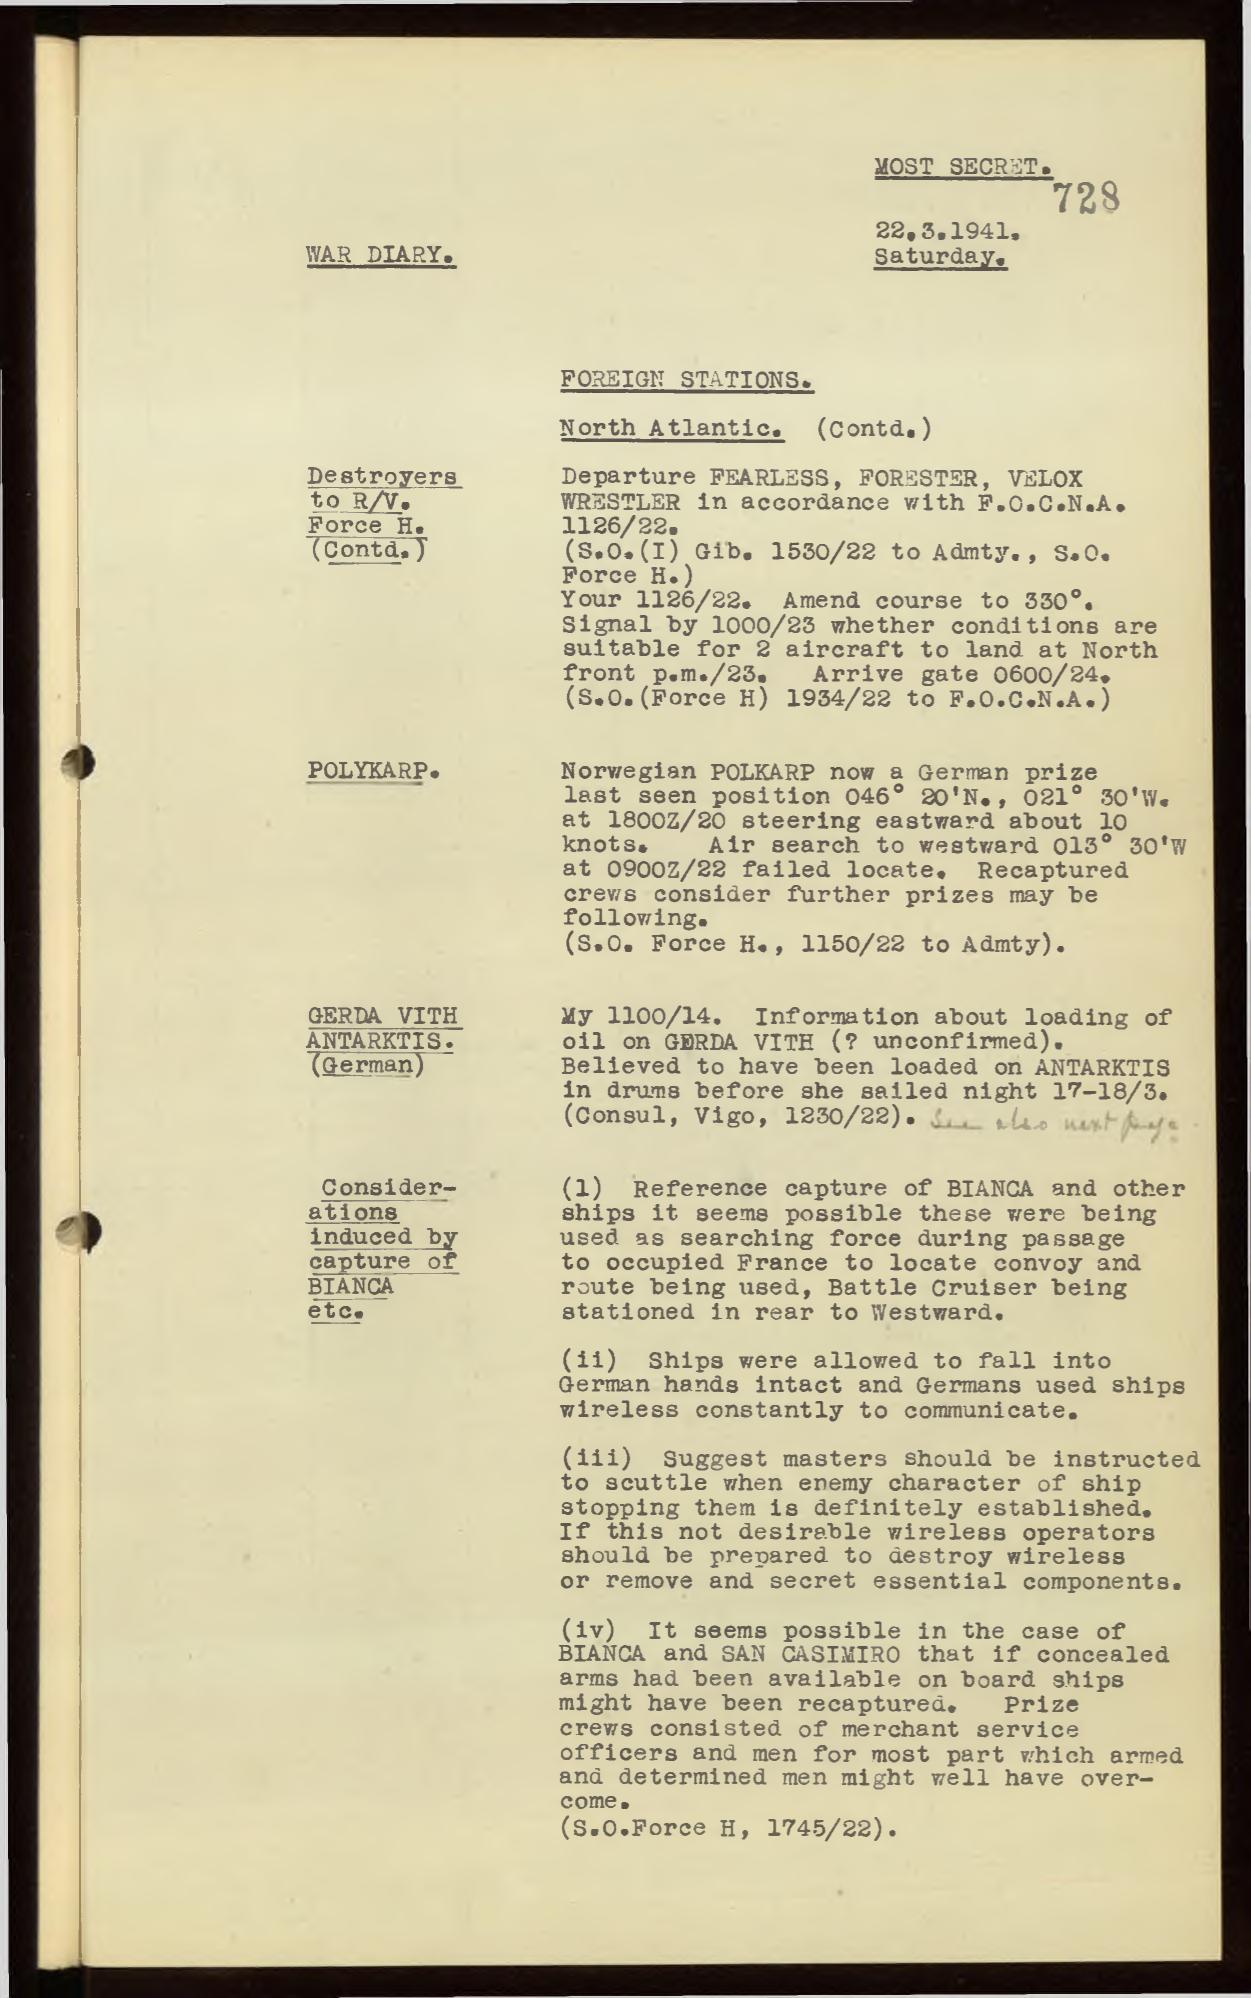 MOST SECRET.
728
22.3.1941.
WAR DIARY.
Saturday.
FOREIGN STATIONS.
North Atlantic. (Contd.)
Destroyers
to R/V.
Force H.
(Contd.)
Departure FEARLESS, FORESTER, VELOX
WRESTLER in accordance with F.O.C.N.A.
1126/22.
(S.O.(I) Gib. 1530/22 to Admty., S.O.
Force H.)
Your 1126/22. Amend course to 330°.
Signal by 1000/23 whether conditions are
suitable for 2 aircraft to land at North
front p.m./23. Arrive gate 0600/24.
(S.O.(Force H) 1934/22 to F.O.C.N.A.)
POLYKARP.
Norwegian POLKARP now a German prize
last seen position 046° 20'N., 021° 30'W.
at 1800Z/20 steering eastward about 10
knots. Air search to westward 013° 30'W
at 0900Z/22 failed locate. Recaptured
crews consider further prizes may be
following.
(S.O. Force H., 1150/22 to Admty).
GERDA VITH
ANTARKTIS.
(German)
My 1100/14. Information about loading of
oil on GERDA VITH (? unconfirmed).
Believed to have been loaded on ANTARKTIS
in drums before she sailed night 17-18/3.
(Consul, Vigo, 1230/22). See also next page.
Consider-
ations
induced by
capture of
BIANCA
etc.
(1) Reference capture of BIANCA and other
ships it seems possible these were being
used as searching force during passage
to occupied France to locate convoy and
route being used, Battle Cruiser being
stationed in rear to Westward.
(ii) Ships were allowed to fall into
German hands intact and Germans used ships
wireless constantly to communicate.
(iii) Suggest masters should be instructed
to scuttle when enemy character of ship
stopping them is definitely established.
If this not desirable wireless operators
should be prepared to destroy wireless
or remove and secret essential components.
(iv) It seems possible in the case of
BIANCA and SAN CASIMIRO that if concealed
arms had been available on board ships
might have been recaptured. Prize
crews consisted of merchant service
officers and men for most part which armed
and determined men might well have over-
come.
(S.O.Force H, 1745/22).